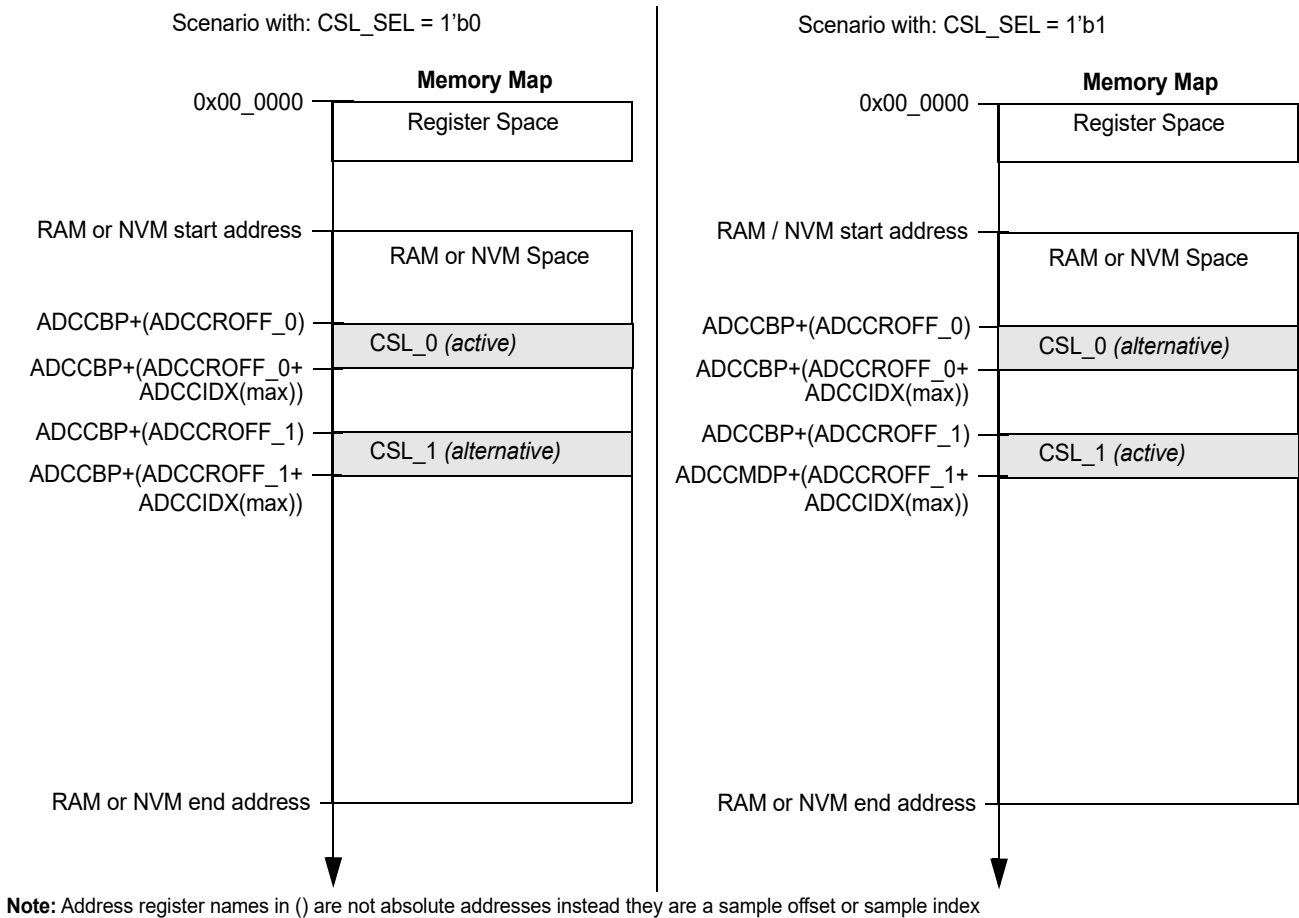 Scenario with: CSL_SEL = 1’b0
Memory Map
0x00_0000
Register Space
RAM or NVM start address
RAM or NVM Space
ADCCBP+(ADCCROFF_0)
CSL_0 (active)
ADCCBP+(ADCCROFF_0+
ADCCIDX(max))
ADCCBP+(ADCCROFF_1)
CSL_1 (alternative)
ADCCBP+(ADCCROFF_1+
ADCCIDX(max))
RAM or NVM end address
Scenario with: CSL_SEL = 1’b1
Memory Map
0x00_0000
Register Space
RAM / NVM start address
RAM or NVM Space
ADCCBP+(ADCCROFF_0)
CSL_0 (alternative)
ADCCBP+(ADCCROFF_0+
ADCCIDX(max))
ADCCBP+(ADCCROFF_1)
CSL_1 (active)
ADCCMDP+(ADCCROFF_1+
ADCCIDX(max))
RAM or NVM end address
Note: Address register names in () are not absolute addresses instead they are a sample offset or sample index